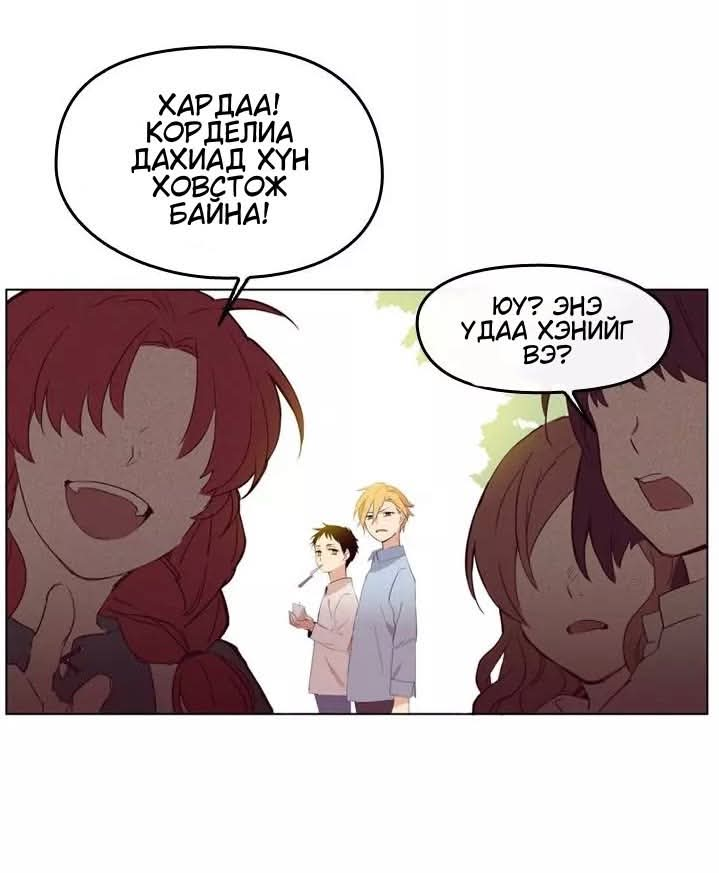 ХАРДАА!
КОРДЕЛИА
ДАХИАД ХҮН
ХОВСТОЖ
БАЙНА!
ЮУ? ЭНЭ
УДАА ХЭНИЙГ
ВЭ?